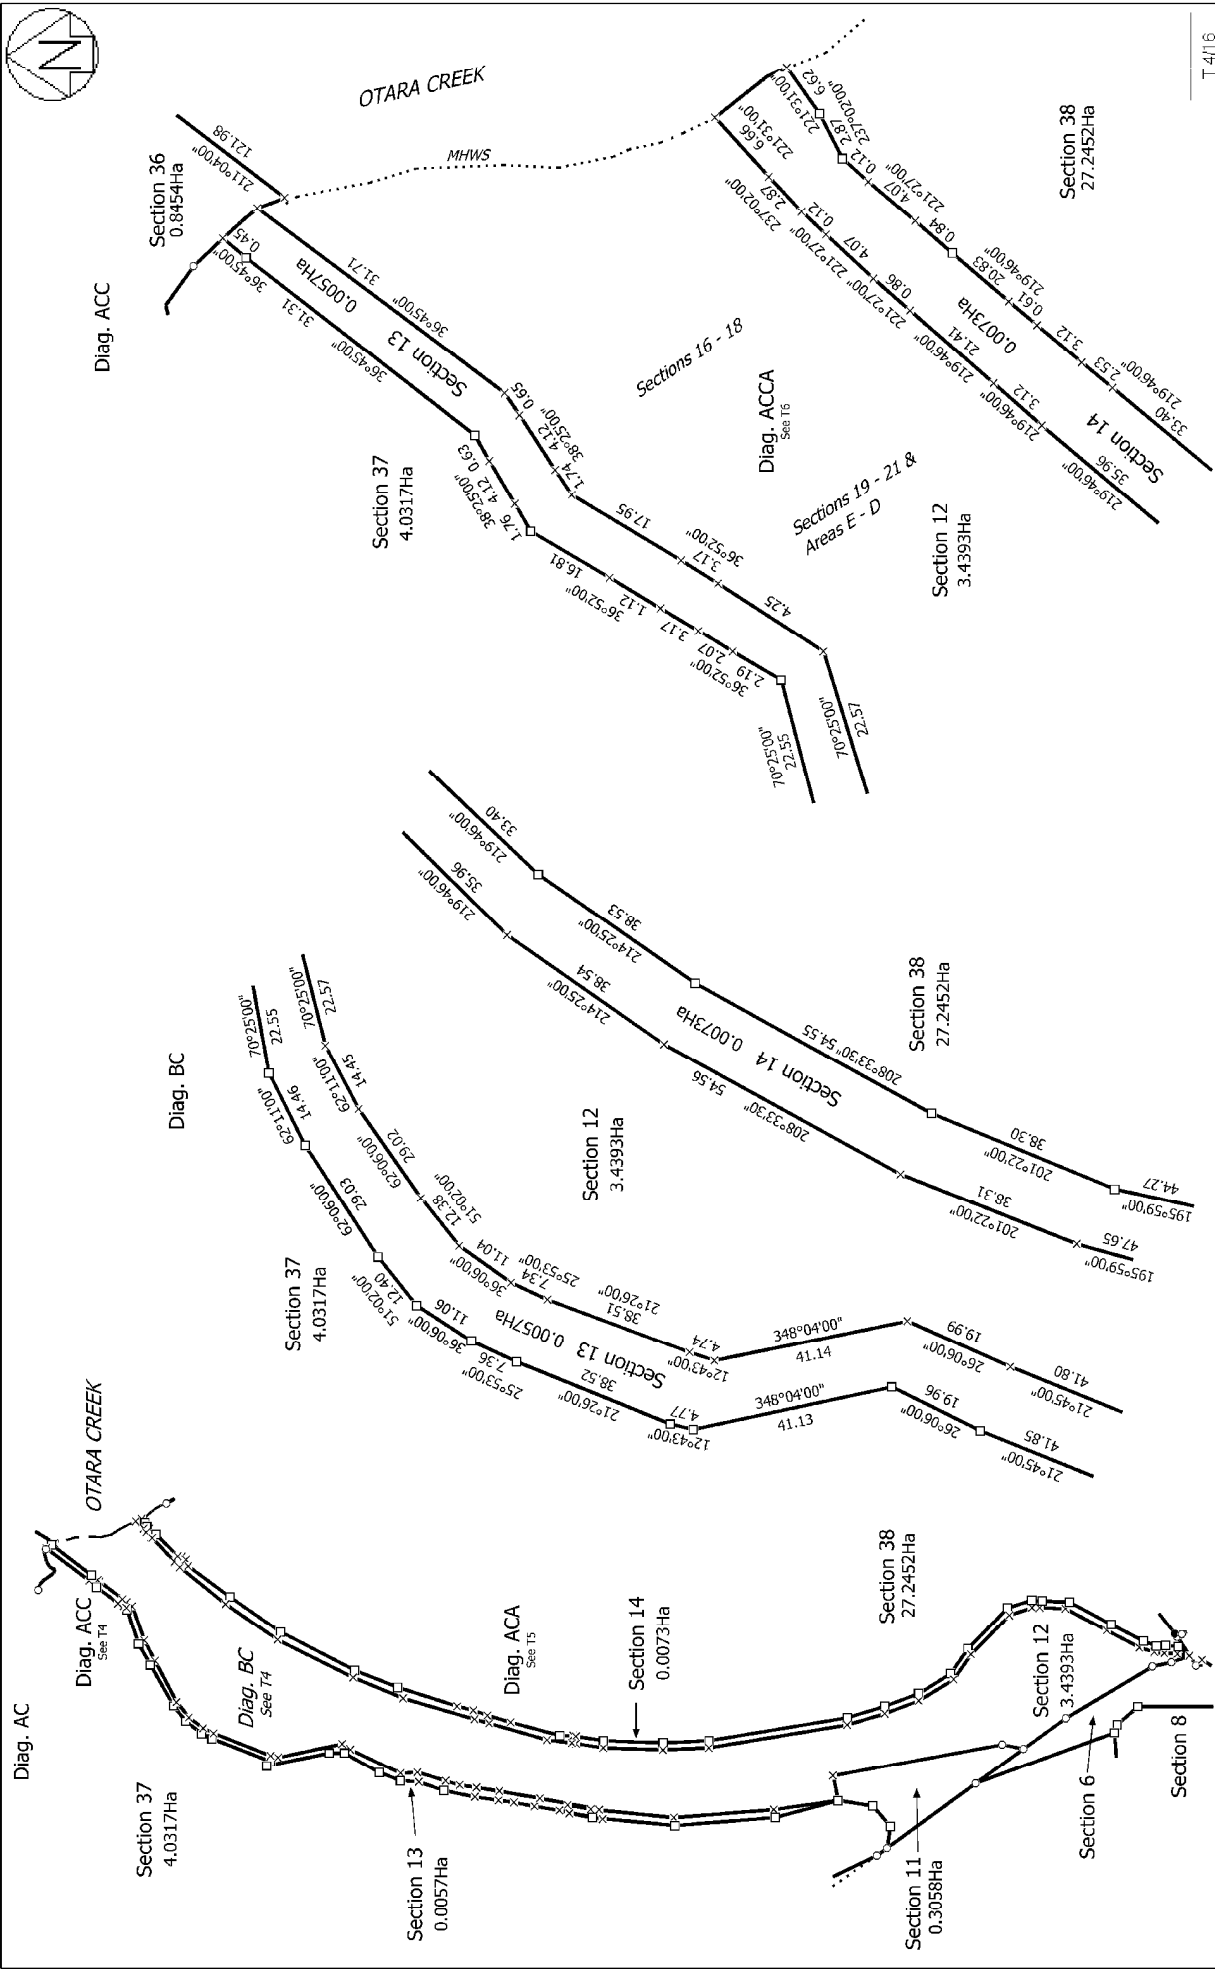 Diag. AC
Section 37
4.0317Ha
Diag. ACC
See T4
OTARA CREEK
Diag. BC
See T4
Section 13
0.0057Ha
Diag. ACA
See T5
Section 14
0.0073Ha
Section 38
27.2452Ha
Section 11
0.3058Ha
Section 12
3.4393Ha
Section 6
Section 8
Diag. BC
Section 37
4.0317Ha
70°25'00"
22.55
62°11'00"
14.46
62°06'00"
29.03
51°02'00"
12.40
36°06'00"
11.06
25°53'00"
7.36
21°26'00"
38.52
12°43'00"
4.77
348°04'00"
41.13
26°06'00"
19.96
21°45'00"
41.85
Section 13
0.0057Ha
70°25'00"
22.57
62°11'00"
14.45
62°06'00"
29.02
51°02'00"
12.38
36°06'00"
11.04
25°53'00"
7.34
21°26'00"
38.51
12°43'00"
4.74
348°04'00"
41.14
26°06'00"
19.99
21°45'00"
41.80
Section 12
3.4393Ha
219°46'00"
35.96
214°25'00"
38.54
208°33'30"
54.56
201°22'00"
38.31
195°59'00"
47.65
Section 14
0.0073Ha
219°46'00"
33.40
214°25'00"
38.53
208°33'30" 54.55
201°22'00"
38.30
195°59'00"
44.27
Section 38
27.2452Ha
Diag. ACC
Section 36
0.8454Ha
211°04'00"
121.98
OTARA CREEK
MHWS
Section 37
4.0317Ha
36°45'00"
0.45
36°45'00"
31.31
38°25'00"
0.63
4.12
1.76
36°52'00"
16.81
1.12
3.17
2.07
36°52'00"
2.19
70°25'00"
22.55
Section 13
0.0057Ha
36°45'00"
31.71
0.65
38°25'00"
4.12
1.74
17.95
36°52'00"
3.17
4.25
70°25'00"
22.57
Sections 16 - 18
Diag. ACCA
See T6
Sections 19 - 21 &
Areas E - D
Section 12
3.4393Ha
221°31'00"
6.66
237°02'00"
2.87
221°27'00"
0.12
4.07
221°27'00"
0.86
219°46'00"
21.41
219°46'00"
3.12
219°46'00"
35.96
Section 14
0.0073Ha
221°31'00"
6.62
237°02'00"
2.87
0.12
221°27'00"
4.07
0.84
219°46'00"
20.83
0.61
3.12
2.53
219°46'00"
33.40
Section 38
27.2452Ha
N
T 4/16